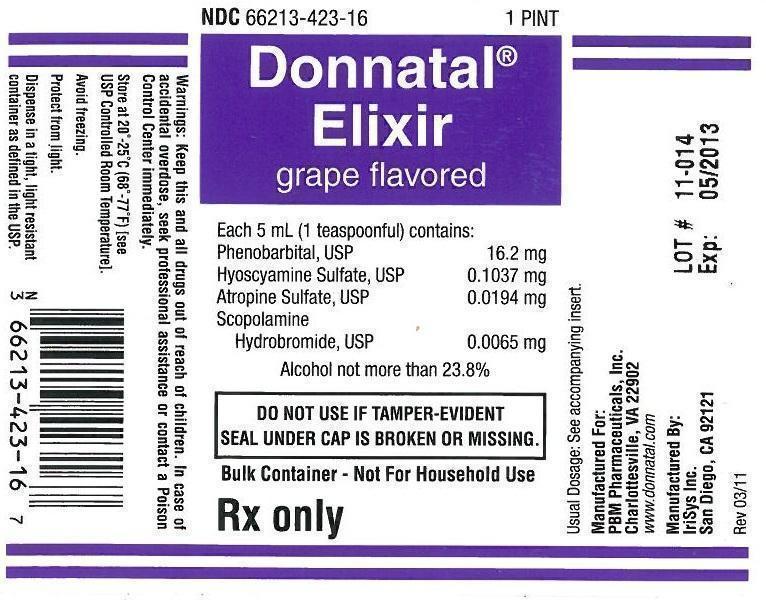 NDC 66213-423-16 1 PINT
Donnatal®
Elixir
grape flavored
Each 5 mL (1 teaspoonful) contains:
Phenobarbital, USP 16.2 mg
Hyoscyamine Sulfate, USP 0.1037 mg
Atropine Sulfate, USP 0.0194 mg
Scopolamine
Hydrobromide, USP 0.0065 mg
Alcohol not more than 23.8%
DO NOT USE IF TAMPER-EVIDENT
SEAL UNDER CAP IS BROKEN OR MISSING.
Bulk Container - Not For Household Use
Rx only
Warnings: Keep this and all drugs out of reach of children. In case of
accidental overdose, seek professional assistance or contact a Poison
Control Center immediately.
Store at 20°-25°C (68°-77°F) [see
USP Controlled Room Temperature].
Avoid freezing.
Protect from light.
Dispense in a tight, light resistant
container as defined in the USP.
N
3 66213-423-16 7
Usual Dosage: See accompanying insert.
Manufactured For:
PBM Pharmaceuticals, Inc.
Charlottesville, VA 22902
www.donnatal.com
Manufactured By:
IriSys Inc.
San Diego, CA 92121
Rev 03/11
LOT # 11-014
Exp: 05/2013